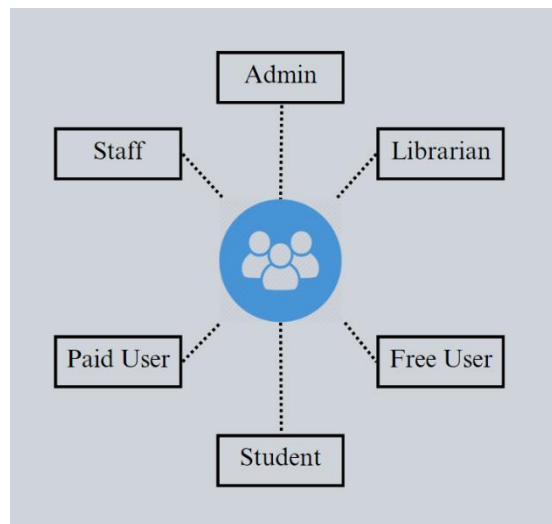 Admin
Staff
Librarian
Paid User
Free User
Student